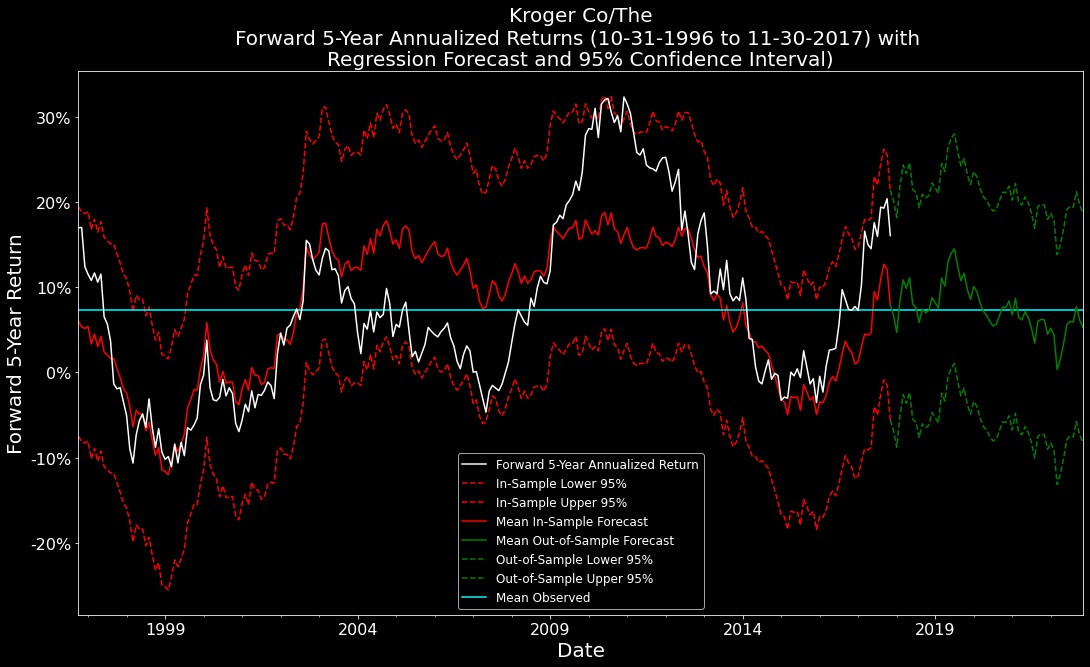 Kroger Co/The
Forward 5-Year Annualized Returns (10-31-1996 to 11-30-2017) with
Regression Forecast and 95% Confidence Interval)
Forward 5-Year Return
30%
20%
10%
0%
-10%
-20%
Forward 5-Year Annualized Return
In-Sample Lower 95%
In-Sample Upper 95%
Mean In-Sample Forecast
Mean Out-of-Sample Forecast
Out-of-Sample Lower 95%
Out-of-Sample Upper 95%
Mean Observed
1999 2004 2009 2014 2019
Date